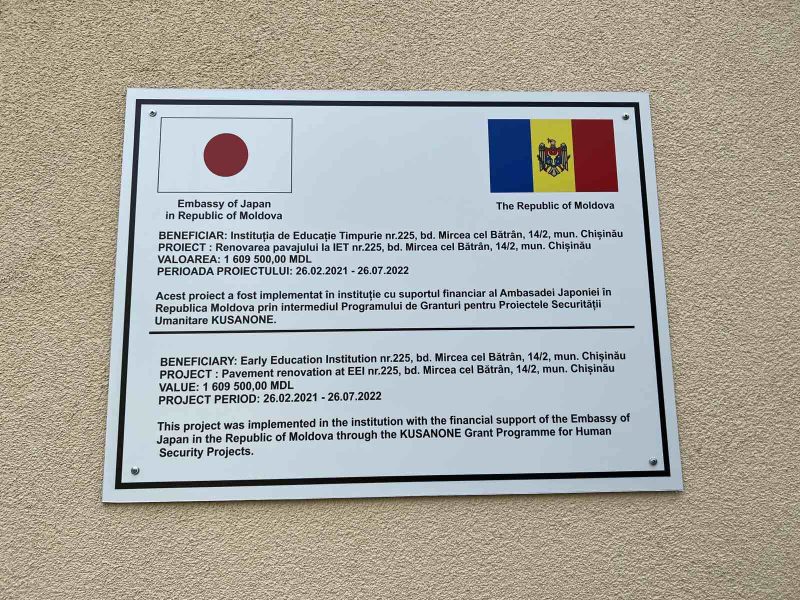 Embassy of Japan
in Republic of Moldova
The Republic of Moldova
BENEFICIAR: Instituția de Educație Timpurie nr.225, bd. Mircea cel Bătrân, 14/2, mun. Chișinău
PROIECT : Renovarea pavajului la IET nr.225, bd. Mircea cel Bătrân, 14/2, mun. Chișinău
VALOAREA: 1 609 500,00 MDL
PERIOADA PROIECTULUI: 26.02.2021 - 26.07.2022
Acest proiect a fost implementat în instituție cu suportul financiar al Ambasadei Japoniei în
Republica Moldova prin intermediul Programului de Granturi pentru Proiectele Securității
Umanitare KUSANONE.
BENEFICIARY: Early Education Institution nr.225, bd. Mircea cel Bătrân, 14/2, mun. Chișinău
PROJECT : Pavement renovation at EEI nr.225, bd. Mircea cel Bătrân, 14/2, mun. Chișinău
VALUE: 1 609 500,00 MDL
PROJECT PERIOD: 26.02.2021 - 26.07.2022
This project was implemented in the institution with the financial support of the Embassy of
Japan in the Republic of Moldova through the KUSANONE Grant Programme for Human
Security Projects.